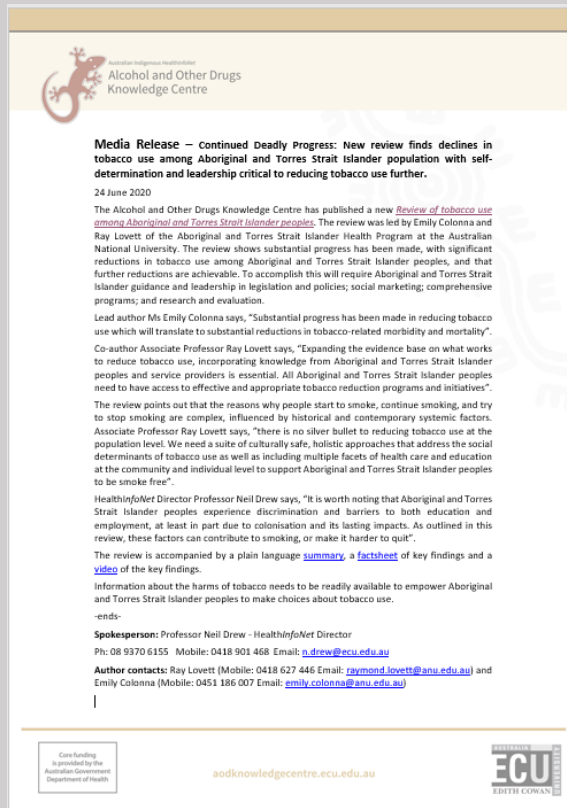 Australian Indigenous HealthInfoNet
Alcohol and Other Drugs
Knowledge Centre
Media Release – Continued Deadly Progress: New review finds declines in
tobacco use among Aboriginal and Torres Strait Islander population with self-
determination and leadership critical to reducing tobacco use further.
24 June 2020
The Alcohol and Other Drugs Knowledge Centre has published a new Review of tobacco use
among Aboriginal and Torres Strait Islander peoples. The review was led by Emily Colonna and
Ray Lovett of the Aboriginal and Torres Strait Islander Health Program at the Australian
National University. The review shows substantial progress has been made, with significant
reductions in tobacco use among Aboriginal and Torres Strait Islander peoples, and that
further reductions are achievable. To accomplish this will require Aboriginal and Torres Strait
Islander guidance and leadership in legislation and policies; social marketing; comprehensive
programs; and research and evaluation.
Lead author Ms Emily Colonna says, “Substantial progress has been made in reducing tobacco
use which will translate to substantial reductions in tobacco-related morbidity and mortality”.
Co-author Associate Professor Ray Lovett says, “Expanding the evidence base on what works
to reduce tobacco use, incorporating knowledge from Aboriginal and Torres Strait Islander
peoples and service providers is essential. All Aboriginal and Torres Strait Islander peoples
need to have access to effective and appropriate tobacco reduction programs and initiatives”.
The review points out that the reasons why people start to smoke, continue smoking, and try
to stop smoking are complex, influenced by historical and contemporary systemic factors.
Associate Professor Ray Lovett says, “there is no silver bullet to reducing tobacco use at the
population level. We need a suite of culturally safe, holistic approaches that address the social
determinants of tobacco use as well as including multiple facets of health care and education
at the community and individual level to support Aboriginal and Torres Strait Islander peoples
to be smoke free”.
HealthInfoNet Director Professor Neil Drew says, “It is worth noting that Aboriginal and Torres
Strait Islander peoples experience discrimination and barriers to both education and
employment, at least in part due to colonisation and its lasting impacts. As outlined in this
review, these factors can contribute to smoking, or make it harder to quit”.
The review is accompanied by a plain language summary, a factsheet of key findings and a
video of the key findings.
Information about the harms of tobacco needs to be readily available to empower Aboriginal
and Torres Strait Islander peoples to make choices about tobacco use.
-ends-
Spokesperson: Professor Neil Drew - HealthInfoNet Director
Ph: 08 9370 6155 Mobile: 0418 901 468 Email: n.drew@ecu.edu.au
Author contacts: Ray Lovett (Mobile: 0418 627 446 Email: raymond.lovett@anu.edu.au) and
Emily Colonna (Mobile: 0451 186 007 Email: emily.colonna@anu.edu.au)
Core funding
is provided by the
Australian Government
Department of Health
aodknowledgecentre.ecu.edu.au
AUSTRALIA
ECU
EDITH COWAN
UNIVERSITY